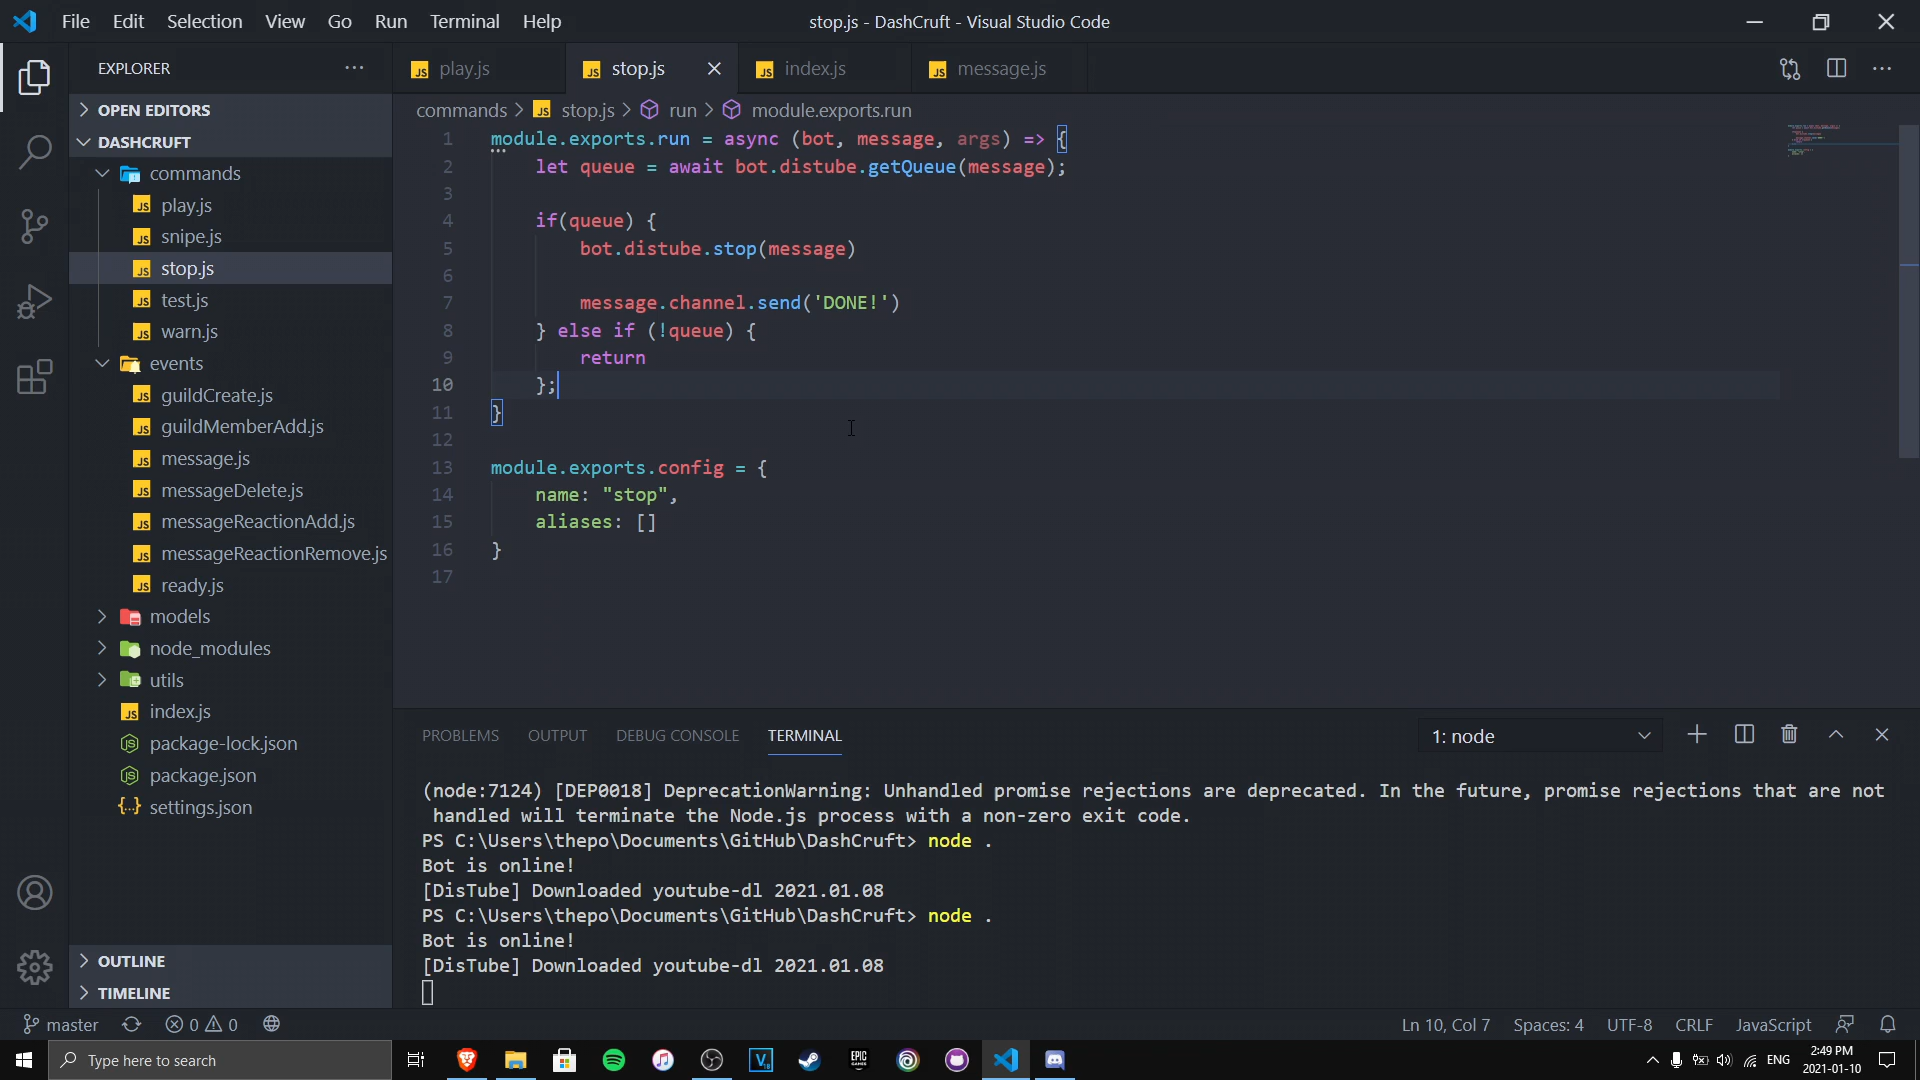 File Edit Selection View Go Run Terminal Help
stop.js - DashCruft - Visual Studio Code
EXPLORER
OPEN EDITORS
DASHCRUFT
commands
play.js
snipe.js
stop.js
test.js
warn.js
events
guildCreate.js
guildMemberAdd.js
message.js
messageDelete.js
messageReactionAdd.js
messageReactionRemove.js
ready.js
models
node_modules
utils
index.js
package-lock.json
package.json
settings.json
OUTLINE
TIMELINE
play.js stop.js index.js message.js
commands > stop.js > run > module.exports.run
1 module.exports.run = async (bot, message, args) => {
2 let queue = await bot.distube.getQueue(message);
3
4 if(queue) {
5 bot.distube.stop(message)
6
7 message.channel.send('DONE!')
8 } else if (!queue) {
9 return
10 };
11 }
12
13 module.exports.config = {
14 name: "stop",
15 aliases: []
16 }
17
PROBLEMS OUTPUT DEBUG CONSOLE TERMINAL
1: node
(node:7124) [DEP0018] DeprecationWarning: Unhandled promise rejections are deprecated. In the future, promise rejections that are not
handled will terminate the Node.js process with a non-zero exit code.
PS C:\Users\thepo\Documents\GitHub\DashCruft> node .
Bot is online!
[DisTube] Downloaded youtube-dl 2021.01.08
PS C:\Users\thepo\Documents\GitHub\DashCruft> node .
Bot is online!
[DisTube] Downloaded youtube-dl 2021.01.08
master 0 0
Ln 10, Col 7 Spaces: 4 UTF-8 CRLF JavaScript
Type here to search
ENG
2:49 PM
2021-01-10